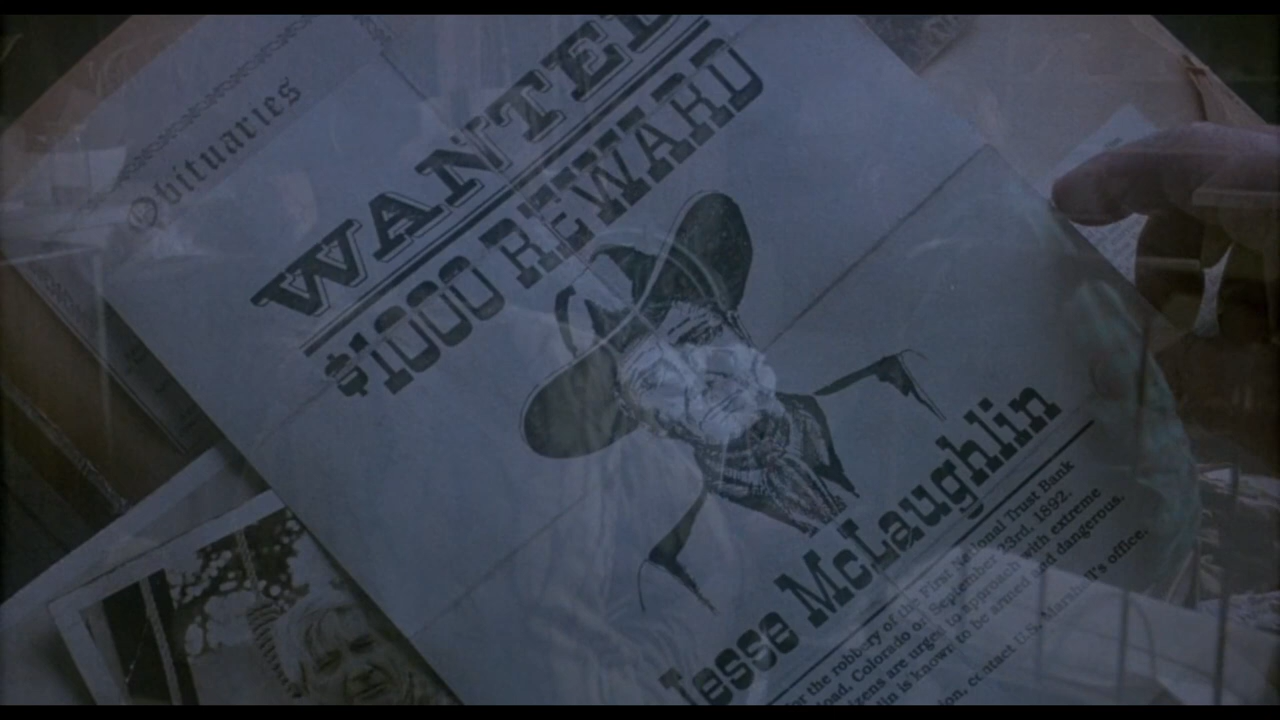 Obituaries
WANTED
$1000 REWARD
Jesse McLaughlin
the robbery of the First National Trust Bank
Colorado on September 23rd, 1892.
are urged to approach with extreme
is known to be armed and dangerous.
contact U.S. Marshall's office.